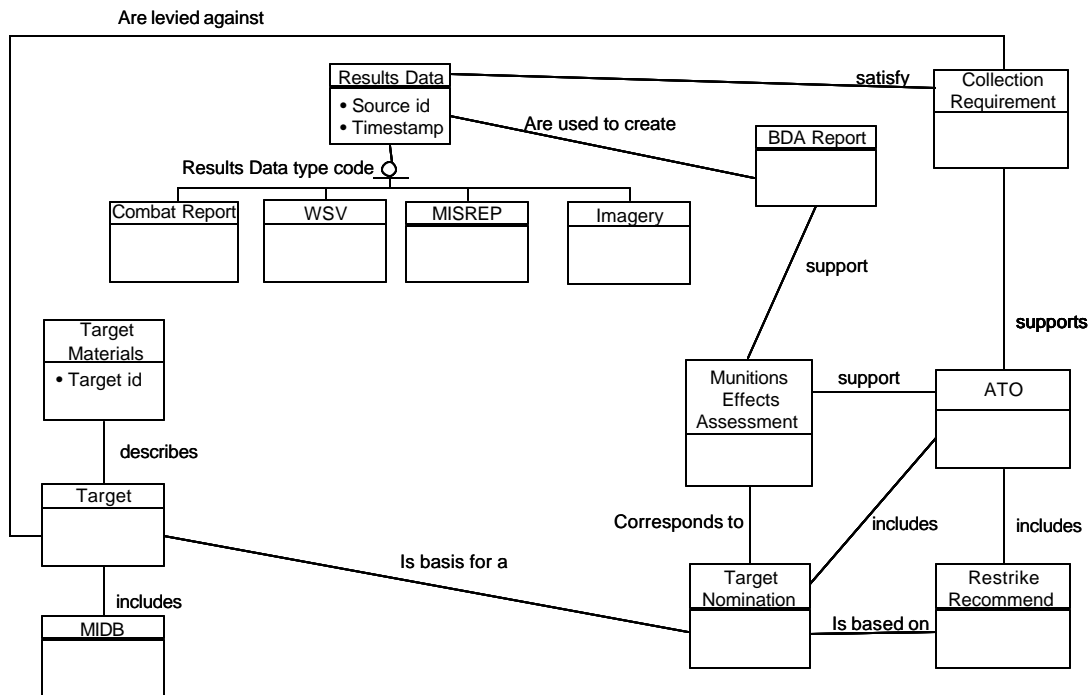 Are levied against
Results Data
• Source id
• Timestamp
satisfy
Collection
Requirement
Are used to create
BDA Report
Results Data type code
Combat Report
WSV
MISREP
Imagery
support
supports
Target
Materials
• Target id
Munitions
Effects
Assessment
support
ATO
describes
Target
Corresponds to
includes
includes
Is basis for a
Target
Nomination
Restrike
Recommend
includes
Is based on
MIDB